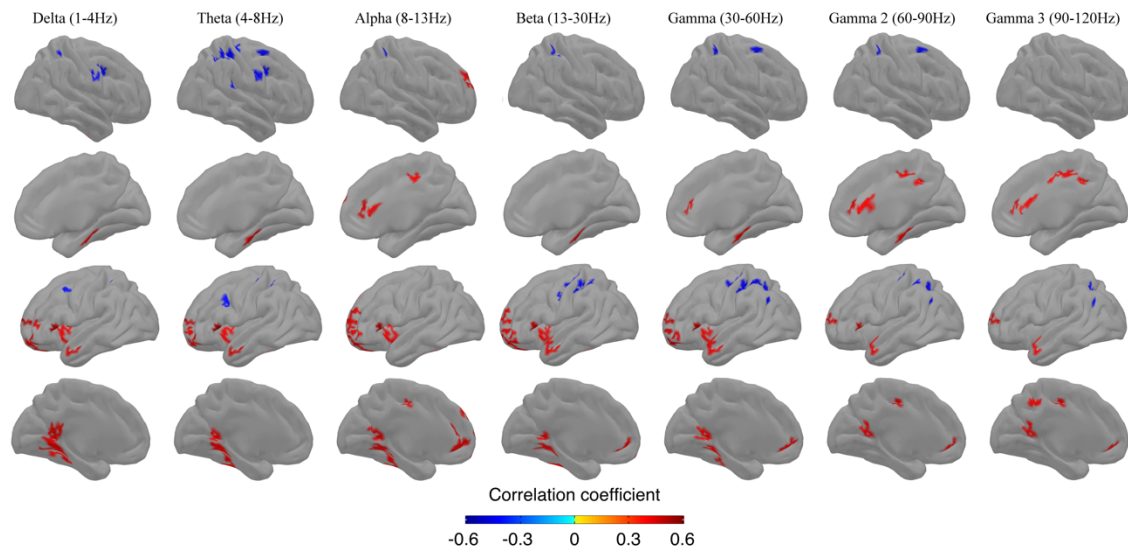 Delta (1-4Hz) Theta (4-8Hz) Alpha (8-13Hz) Beta (13-30Hz) Gamma (30-60Hz) Gamma 2 (60-90Hz) Gamma 3 (90-120Hz)
Correlation coefficient
-0.6 -0.3 0 0.3 0.6